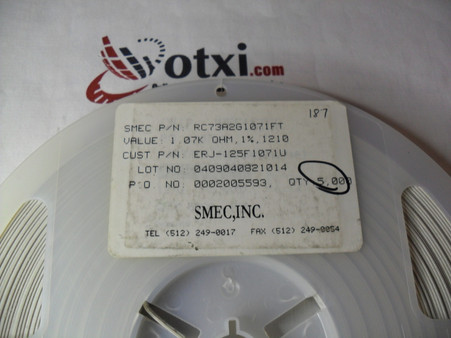 otxi.com
187
SMEC P/N: RC73A2G1071FT
VALUE: 1.07K OHM,1%,1210
CUST P/N: ERJ-125F1071U
LOT NO: 0409040821014
P.O NO: 0002005593, QTY 5,000
SMEC,INC.
TEL (512) 249-0017 FAX (512) 249-0054